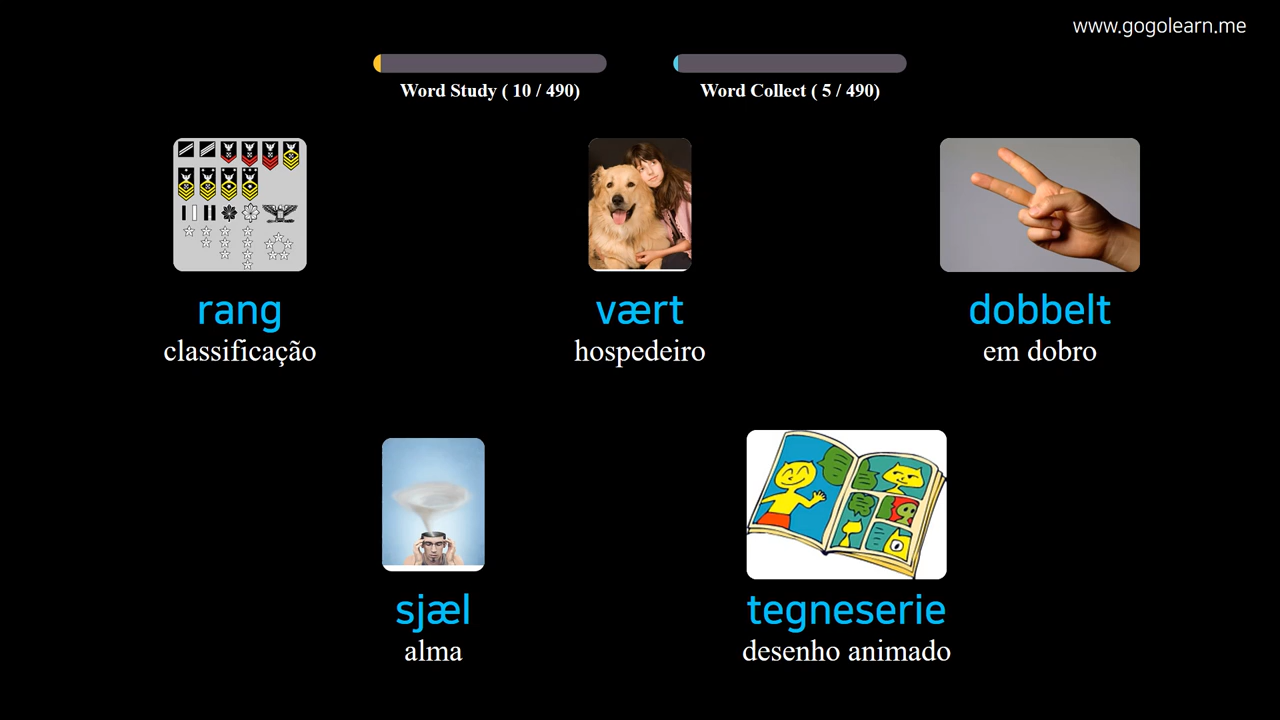 www.gogolearn.me
Word Study ( 10 / 490)
Word Collect ( 5 / 490)
rang
classificação
vært
hospedeiro
dobbelt
em dobro
sjæl
alma
tegneserie
desenho animado